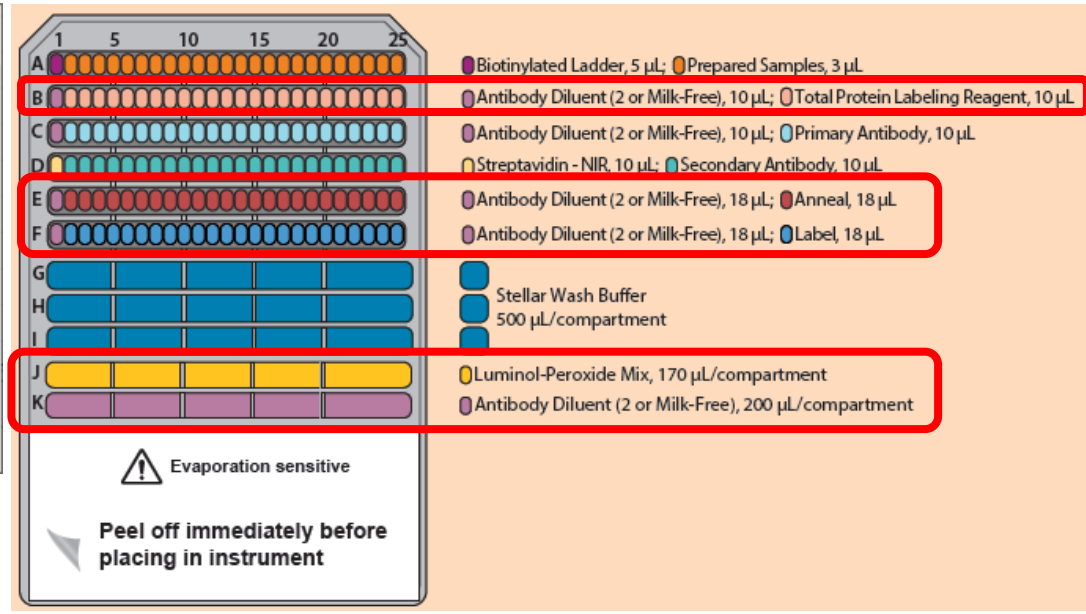 1 5 10 15 20 25
A Biotinylated Ladder, 5 µL; Prepared Samples, 3 µL
B Antibody Diluent (2 or Milk-Free), 10 µL; Total Protein Labeling Reagent, 10 µL
C Antibody Diluent (2 or Milk-Free), 10 µL; Primary Antibody, 10 µL
D Streptavidin - NIR, 10 µL; Secondary Antibody, 10 µL
E Antibody Diluent (2 or Milk-Free), 18 µL; Anneal, 18 µL
F Antibody Diluent (2 or Milk-Free), 18 µL; Label, 18 µL
G
H
I
Stellar Wash Buffer
500 µL/compartment
J Luminol-Peroxide Mix, 170 µL/compartment
K Antibody Diluent (2 or Milk-Free), 200 µL/compartment
Evaporation sensitive
Peel off immediately before
placing in instrument